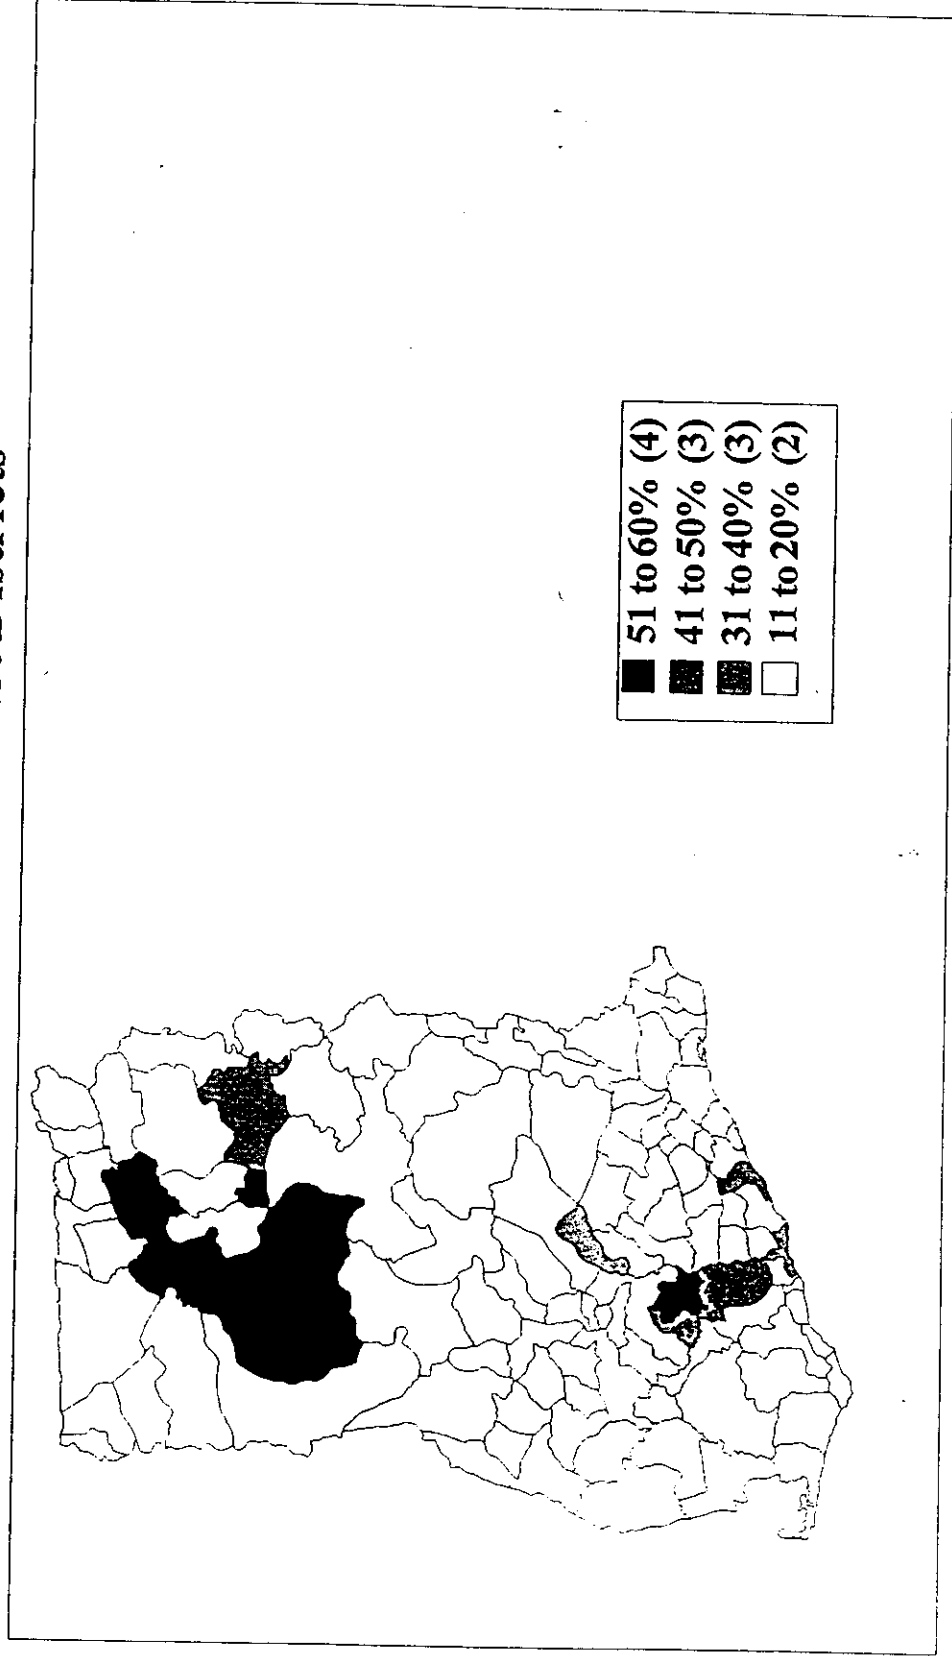 51 to 60% (4)
41 to 50% (3)
31 to 40% (3)
11 to 20% (2)